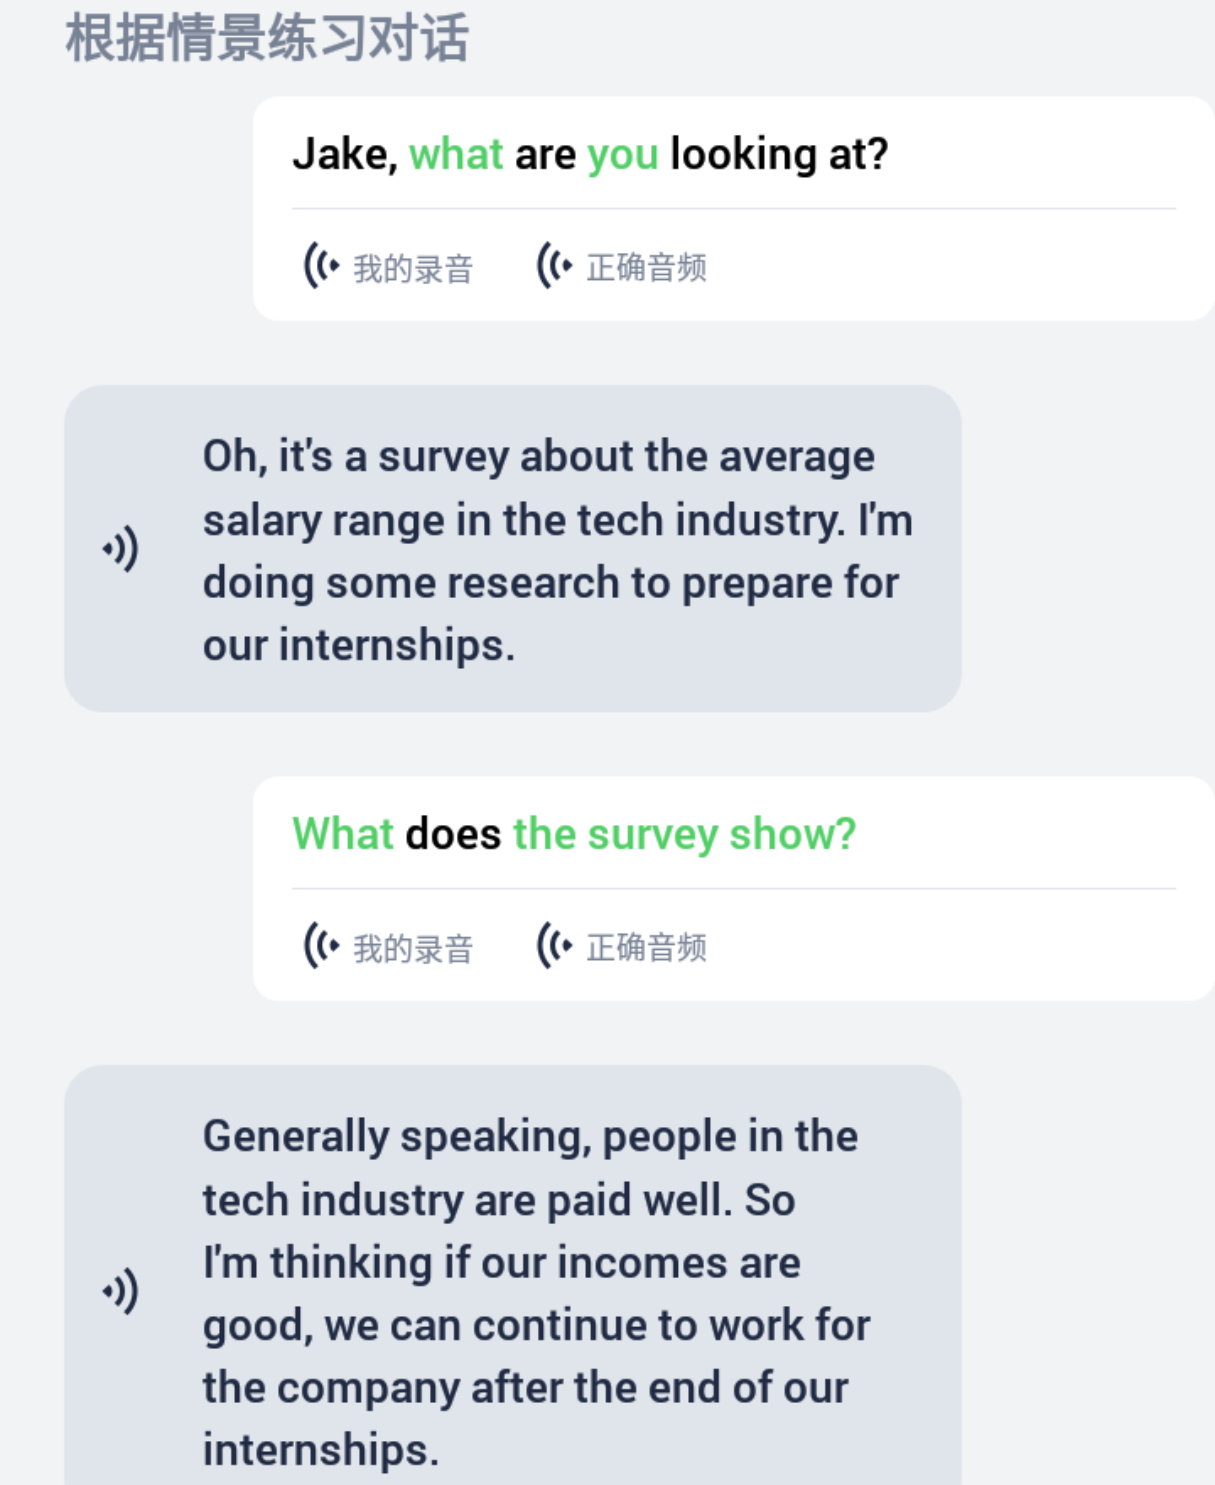 根据情景练习对话
Jake, what are you looking at?
我的录音 正确音频
Oh, it's a survey about the average
salary range in the tech industry. I'm
doing some research to prepare for
our internships.
What does the survey show?
我的录音 正确音频
Generally speaking, people in the
tech industry are paid well. So
I'm thinking if our incomes are
good, we can continue to work for
the company after the end of our
internships.